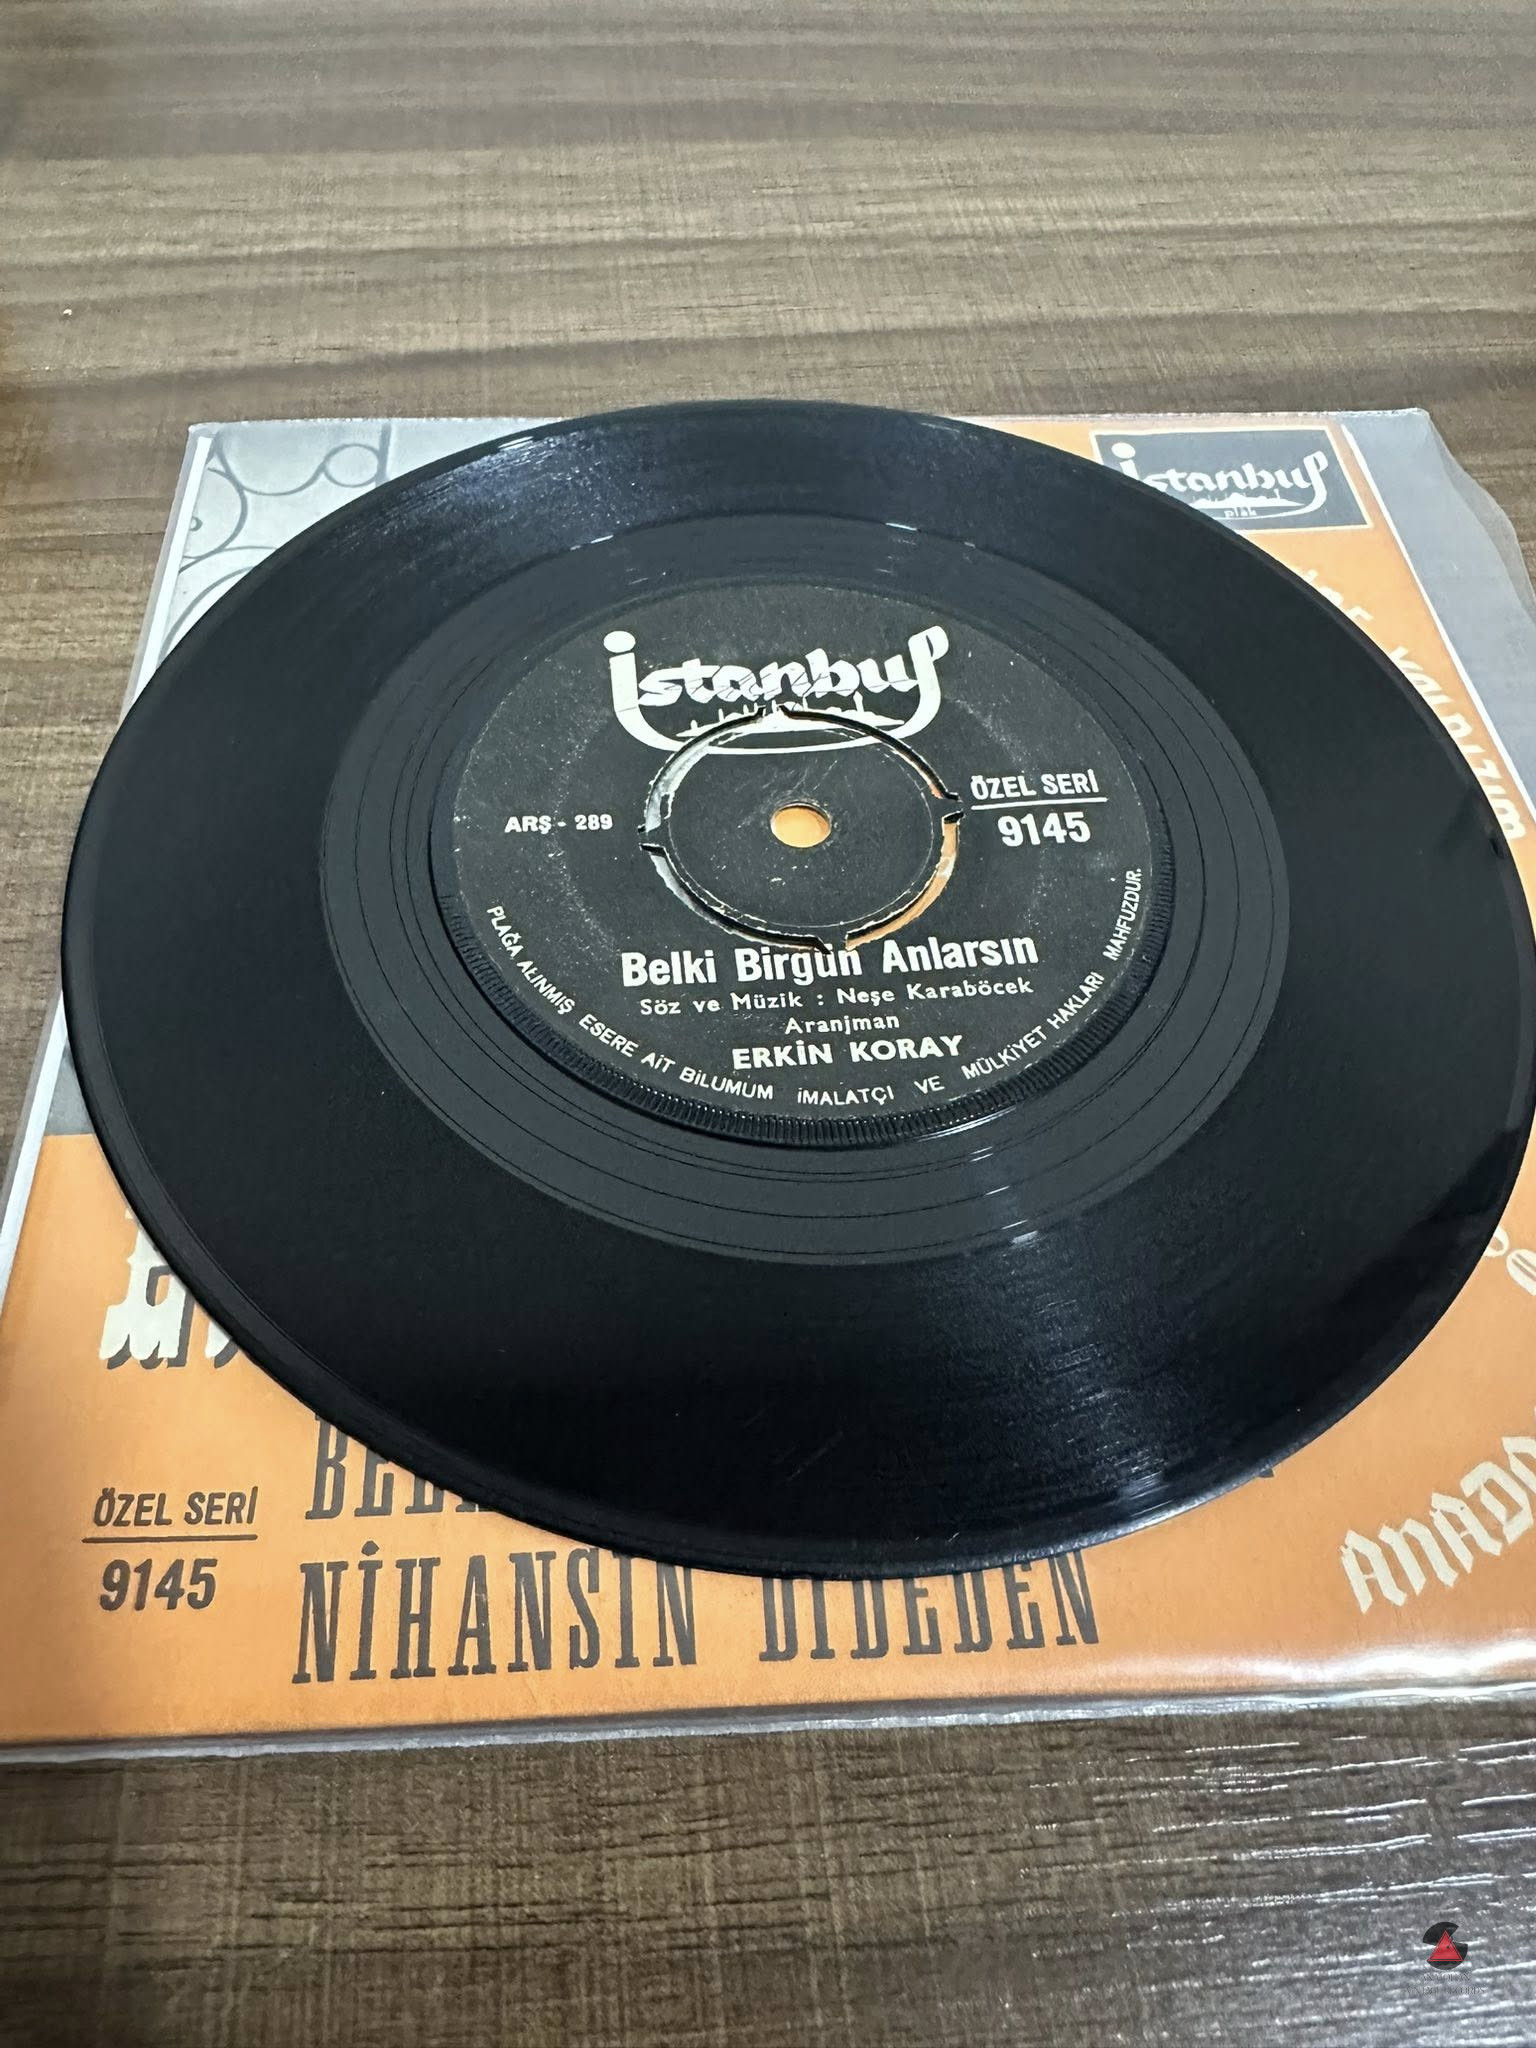 istanbul
plâk
istanbul
ARŞ - 289
ÖZEL SERİ
9145
Belki Birgün Anlarsın
Söz ve Müzik : Neşe Karaböcek
Aranjman
ERKİN KORAY
PLAĞA ALINMIŞ ESERE AİT BİLUMUM İMALATÇI VE MÜLKİYET HAKLARI MAHFUZDUR.
ÖZEL SERİ
9145
NİHANSIN DİDEDEN